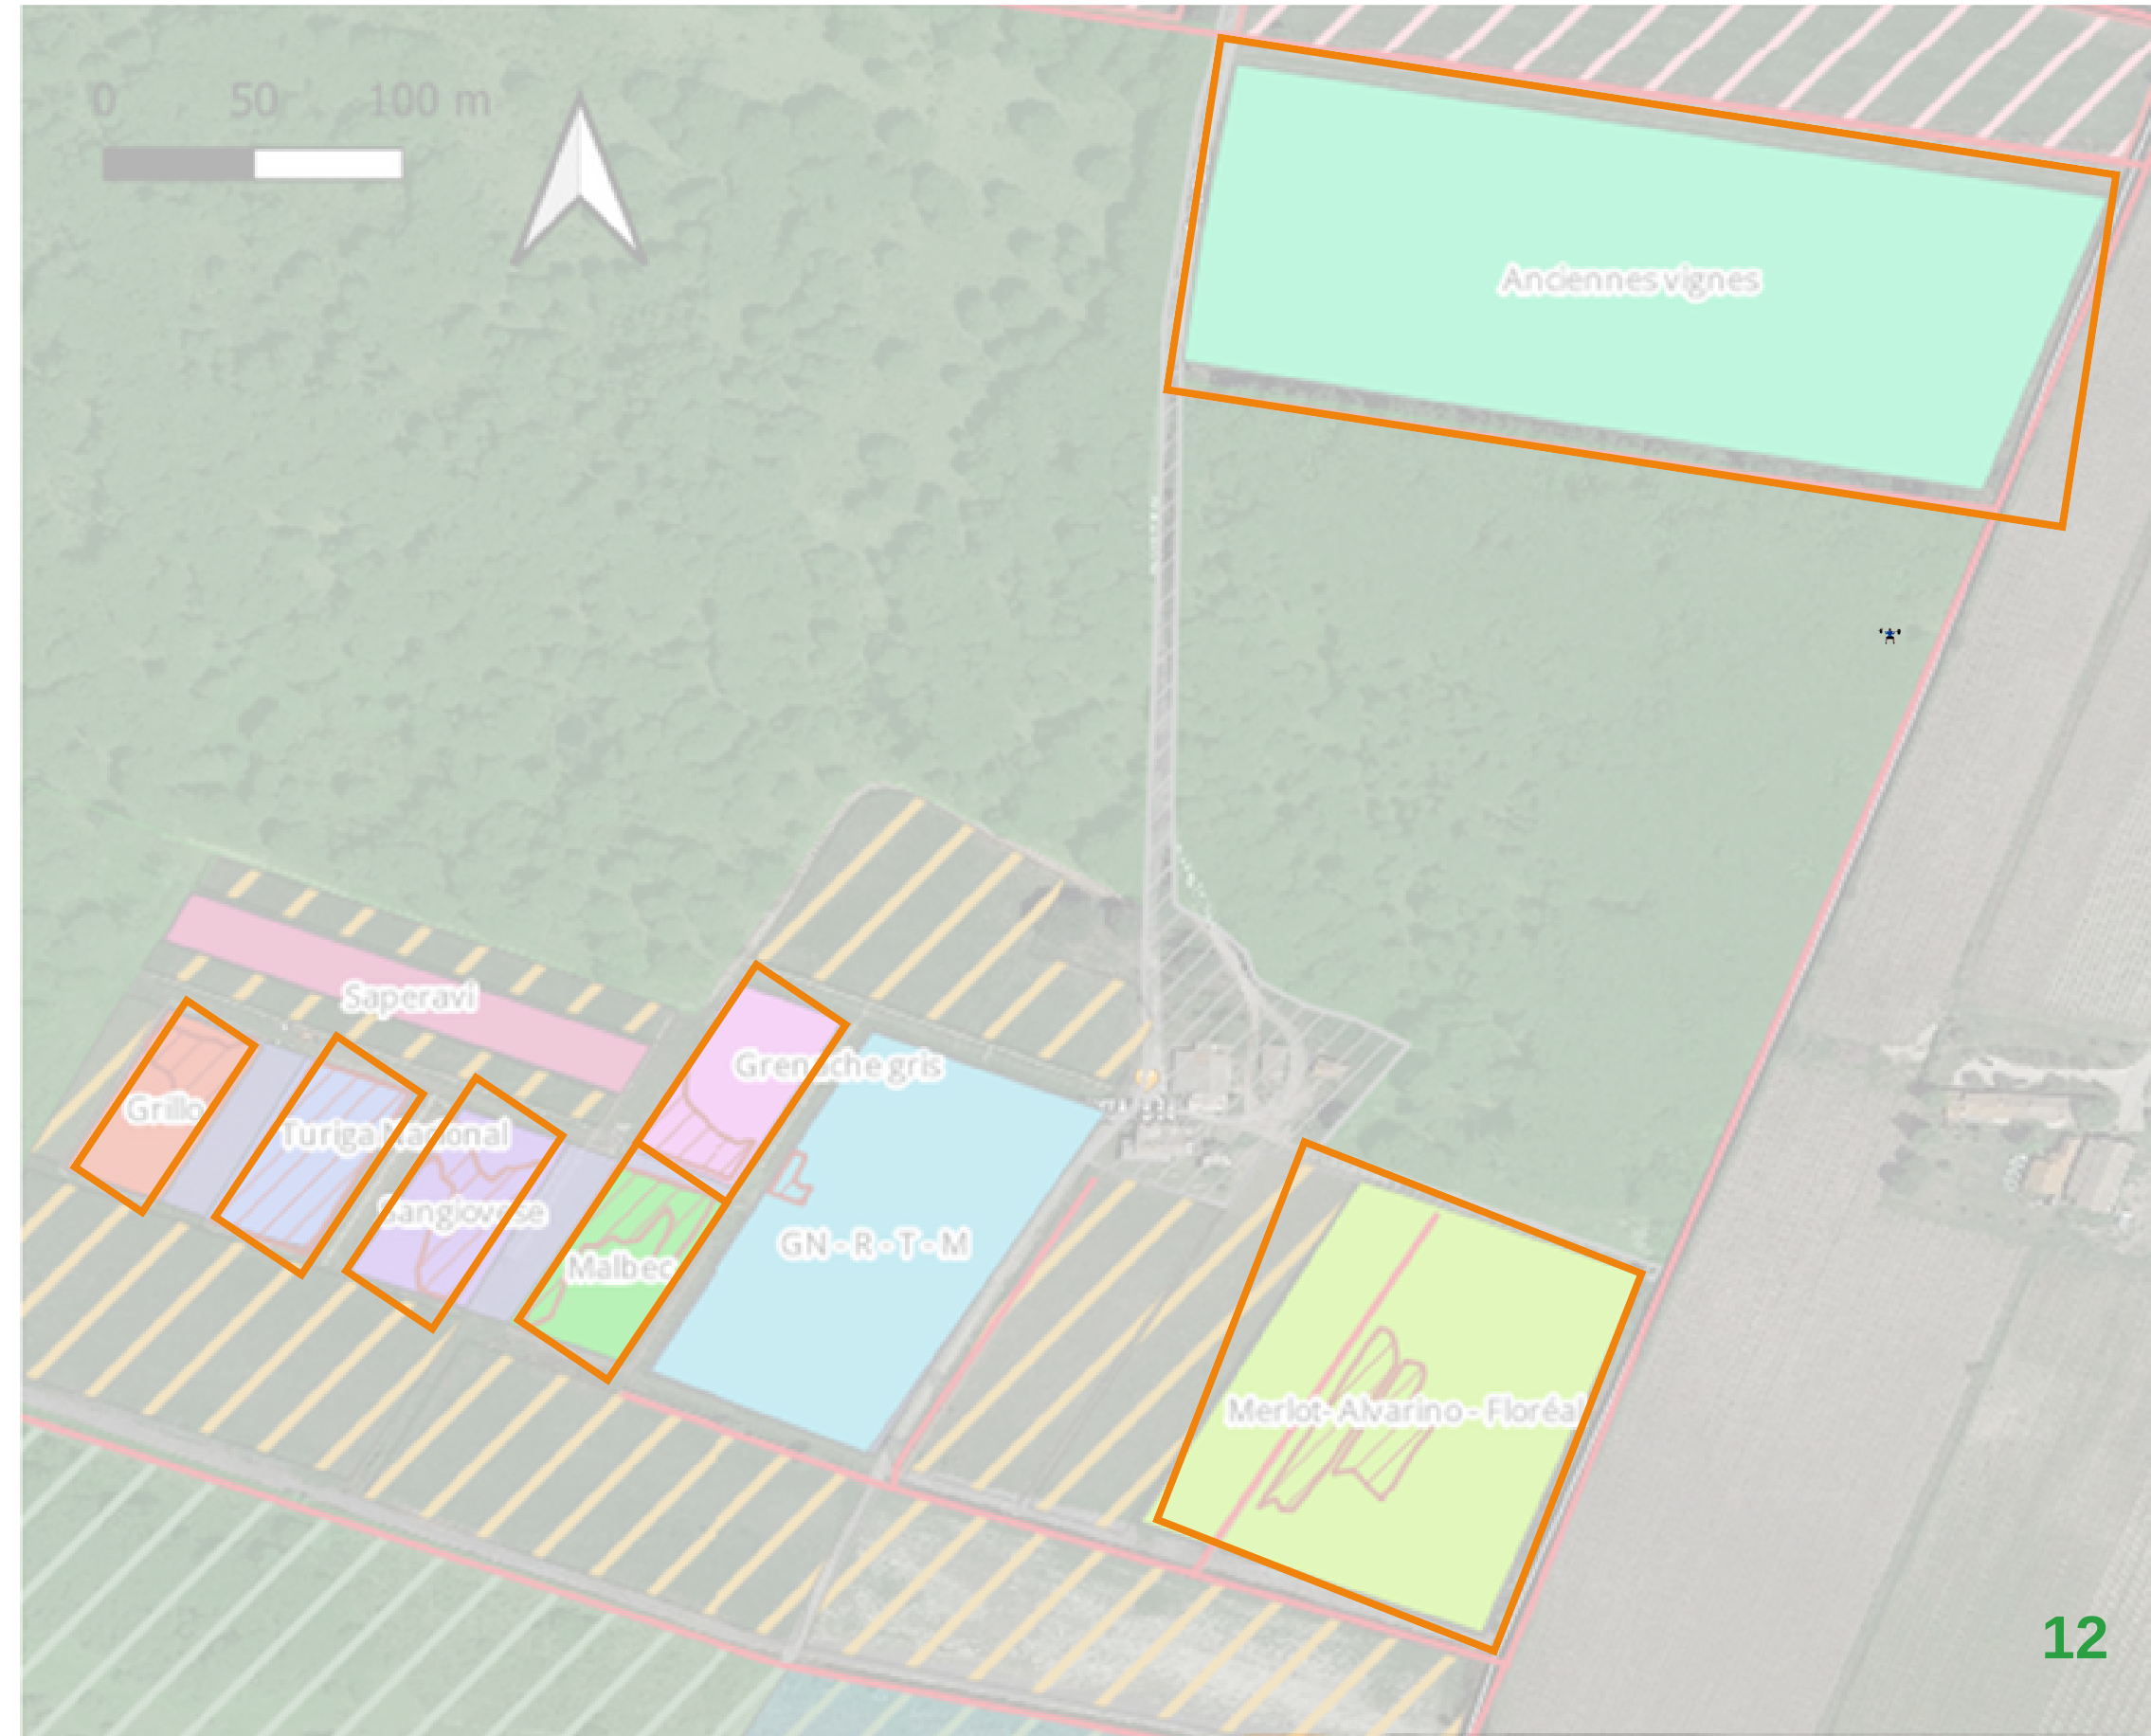 0 50 100 m
Anciennes vignes
Saperavi
Grenache gris
Grillo
Turiga Nacional
Sangiovese
GN - R - T - M
Malbec
Merlot- Alvarino - Floréal
12